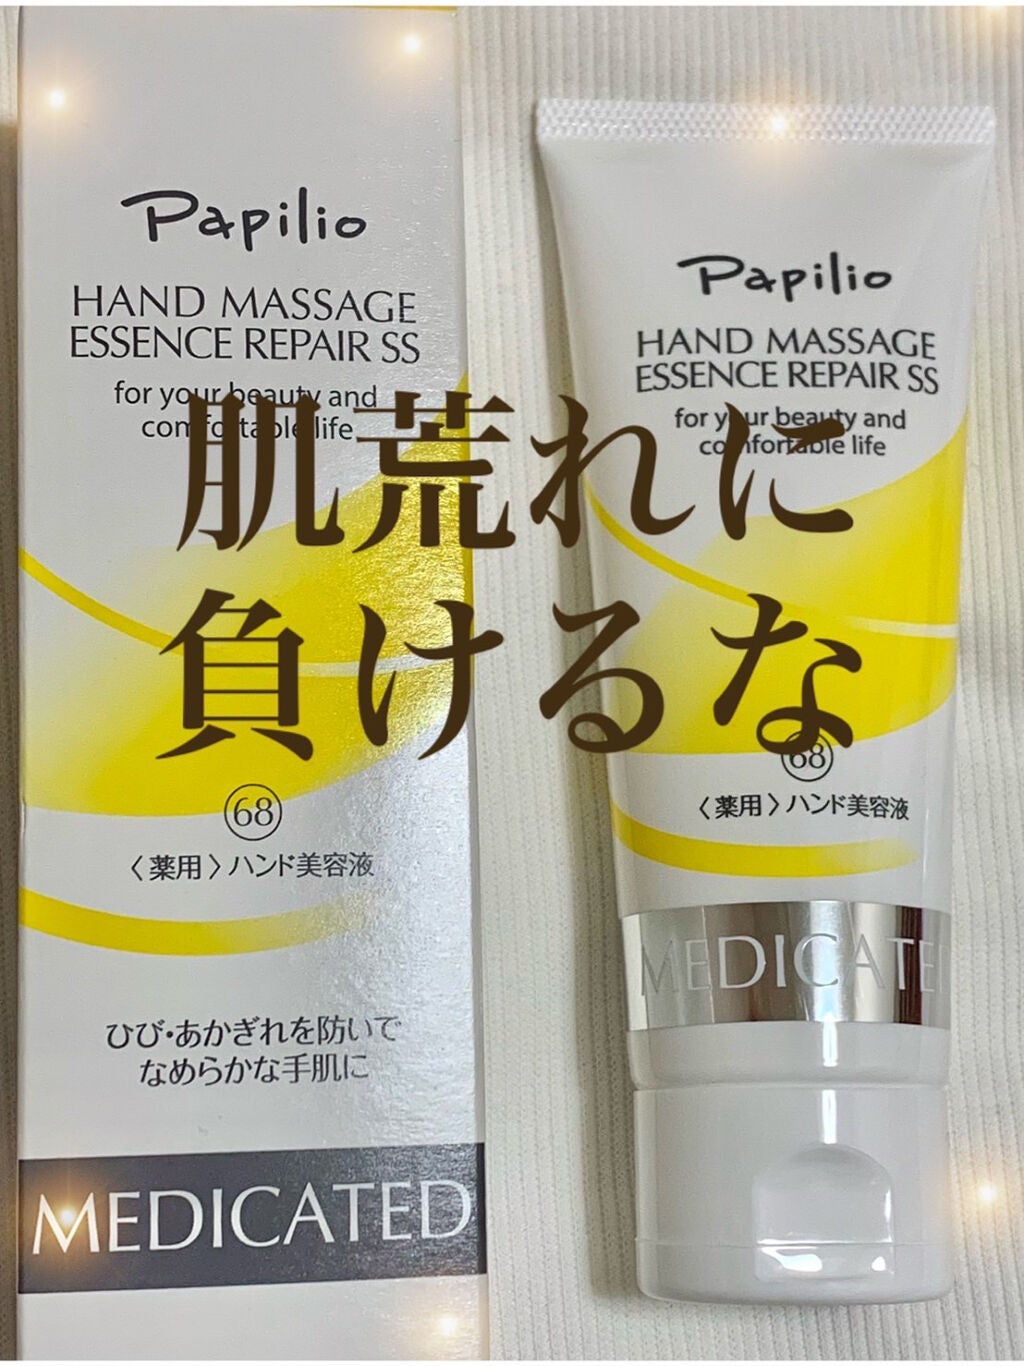 Papilio
HAND MASSAGE
ESSENCE REPAIR SS
for your beauty and
comfortable life
68
〈薬用〉ハンド美容液
ひび・あかぎれを防いで
なめらかな手肌に
MEDICATED
Papilio
HAND MASSAGE
ESSENCE REPAIR SS
for your beauty and
comfortable life
68
〈薬用〉ハンド美容液
MEDICATED
肌荒れに
負けるな